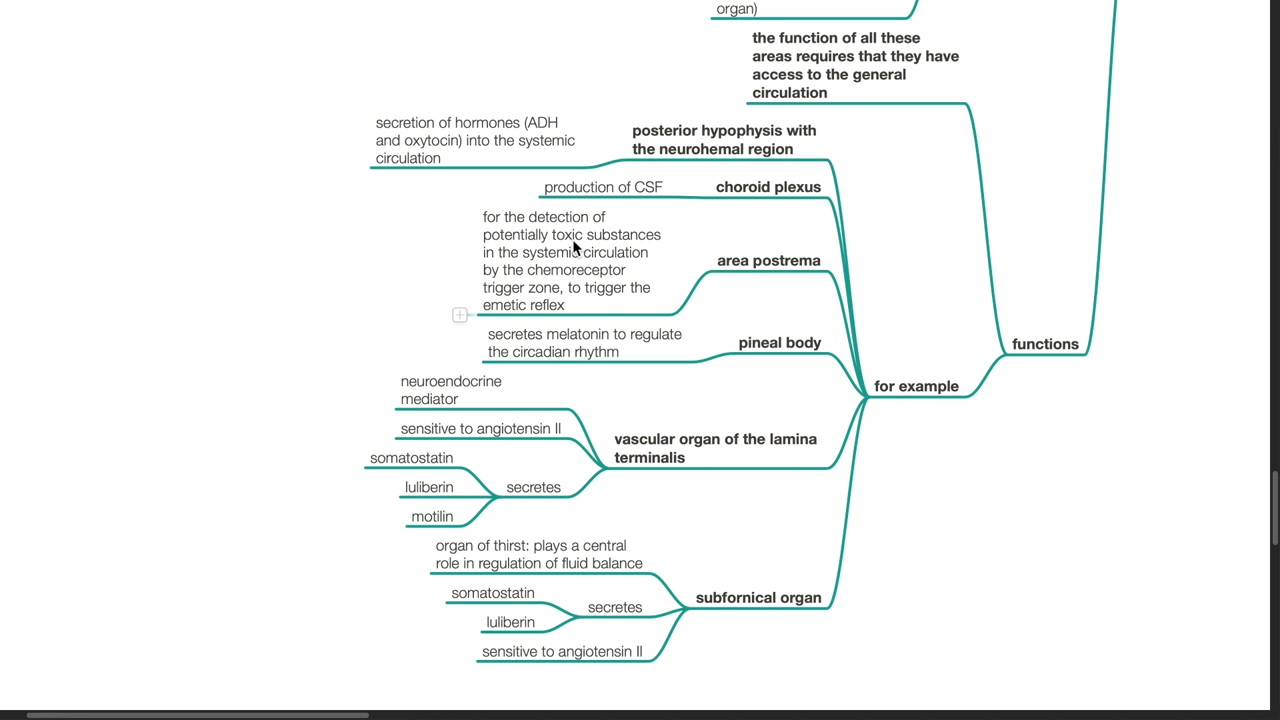 organ)
the function of all these
areas requires that they have
access to the general
circulation
functions
for example
posterior hypophysis with
the neurohemal region
secretion of hormones (ADH
and oxytocin) into the systemic
circulation
choroid plexus
production of CSF
area postrema
for the detection of
potentially toxic substances
in the systemic circulation
by the chemoreceptor
trigger zone, to trigger the
emetic reflex
pineal body
secretes melatonin to regulate
the circadian rhythm
vascular organ of the lamina
terminalis
neuroendocrine
mediator
sensitive to angiotensin II
secretes
somatostatin
luliberin
motilin
subfornical organ
organ of thirst: plays a central
role in regulation of fluid balance
secretes
somatostatin
luliberin
sensitive to angiotensin II